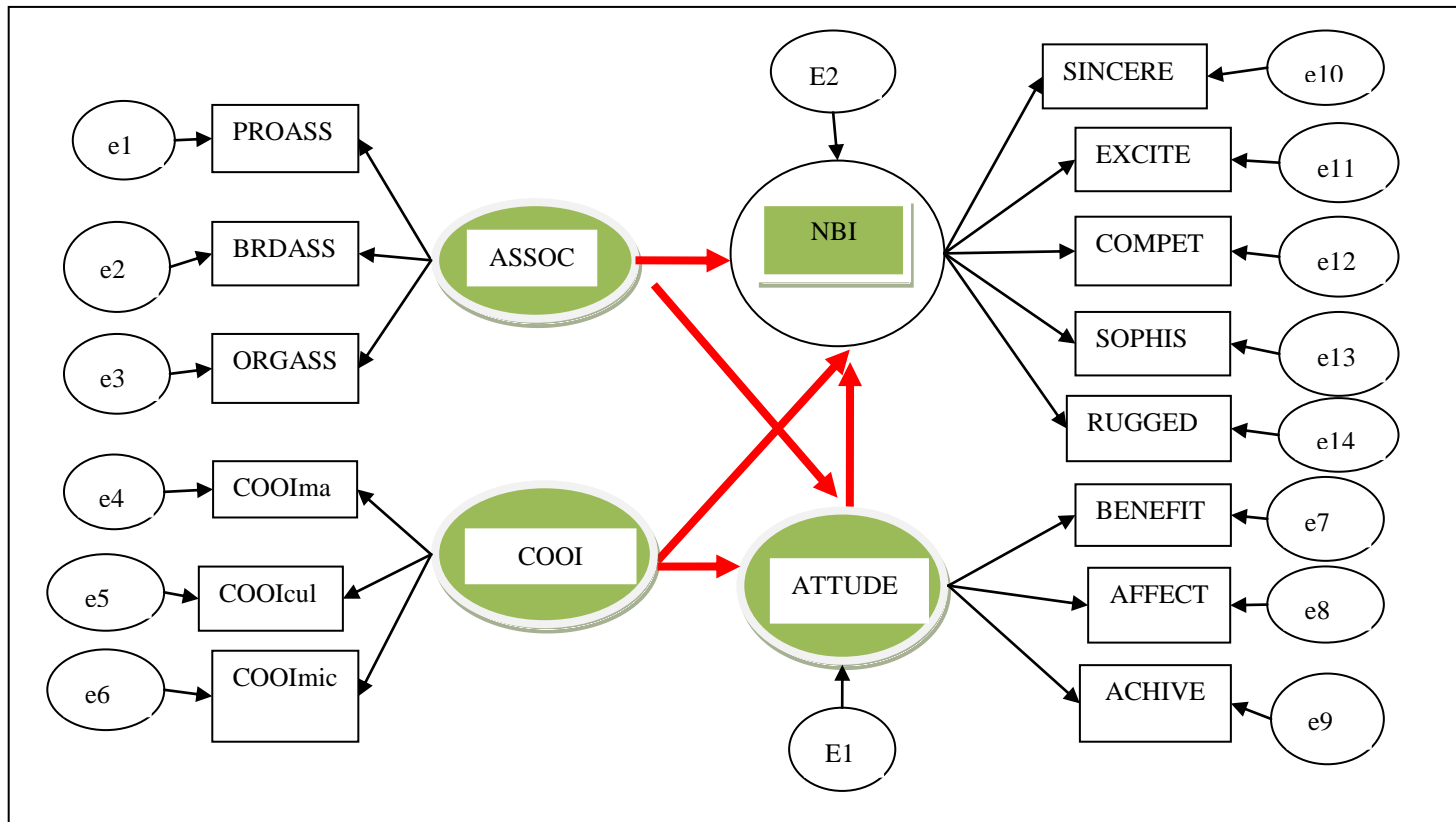 E2
SINCERE
e10
e1
PROASS
EXCITE
e11
e2
BRDASS
ASSOC
NBI
COMPET
e12
e3
ORGASS
SOPHIS
e13
RUGGED
e14
e4
COOIma
BENEFIT
e7
e5
COOIcul
COOI
ATTUDE
AFFECT
e8
e6
COOImic
ACHIVE
e9
E1